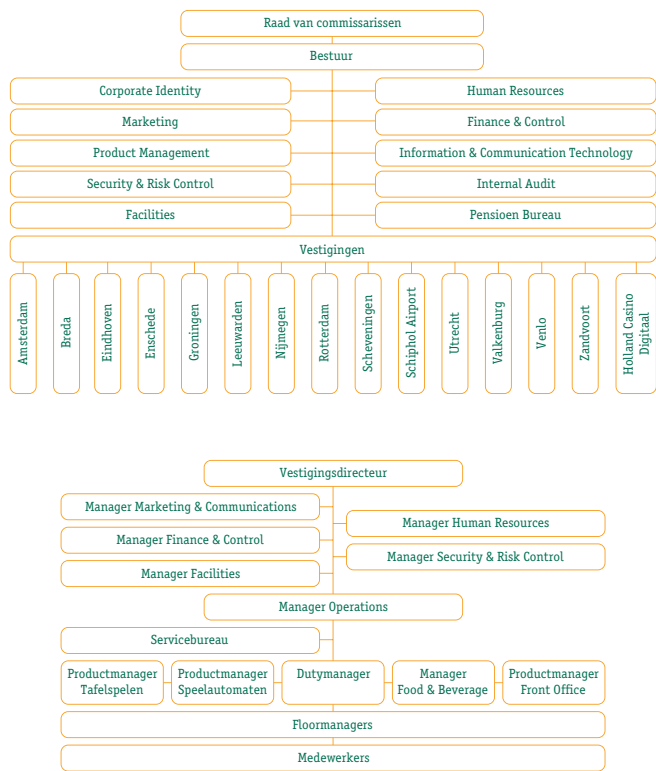 Raad van commissarissen
Bestuur
Corporate Identity
Human Resources
Marketing
Finance & Control
Product Management
Information & Communication Technology
Security & Risk Control
Internal Audit
Facilities
Pensioen Bureau
Vestigingen
Amsterdam
Breda
Eindhoven
Enschede
Groningen
Leeuwarden
Nijmegen
Rotterdam
Scheveningen
Schiphol Airport
Utrecht
Valkenburg
Venlo
Zandvoort
Holland Casino
Digitaal
Vestigingsdirecteur
Manager Marketing & Communications
Manager Human Resources
Manager Finance & Control
Manager Security & Risk Control
Manager Facilities
Manager Operations
Servicebureau
Productmanager
Tafelspelen
Productmanager
Speelautomaten
Dutymanager
Manager
Food & Beverage
Productmanager
Front Office
Floormanagers
Medewerkers